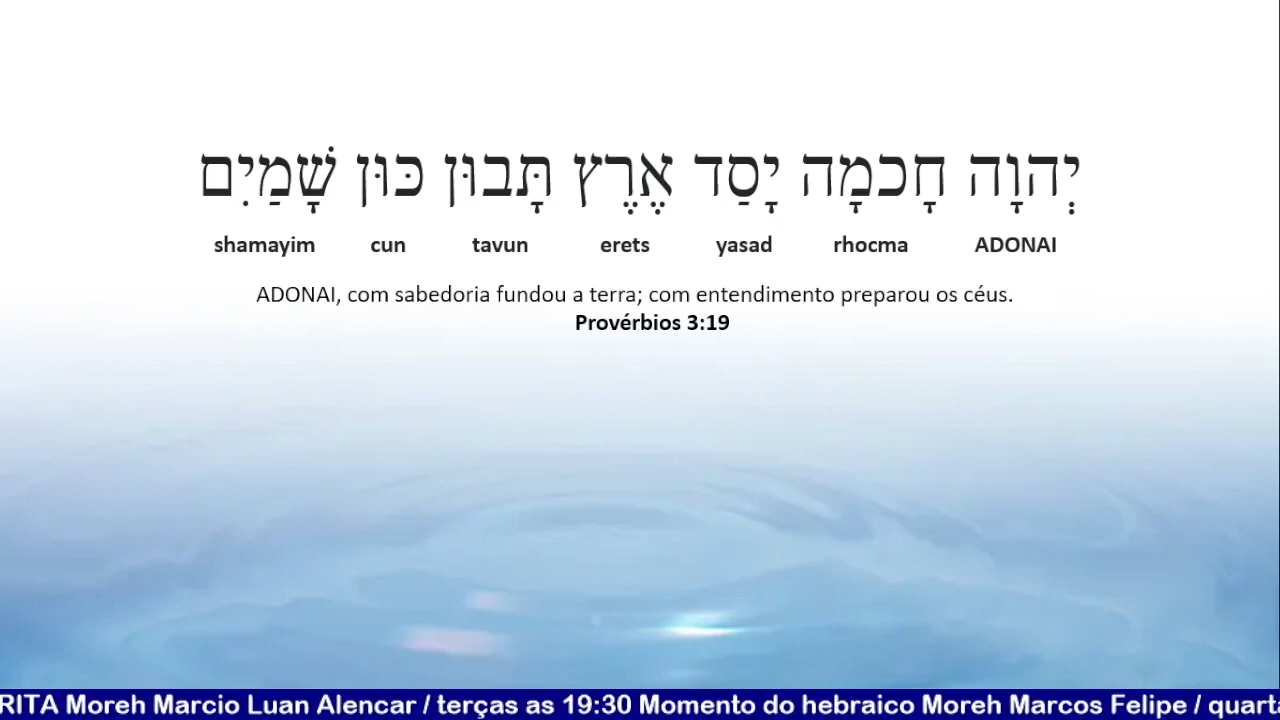 יְהוָה חָכמָה יָסַד אֶרֶץ תָּבוּן כּוּן שָׁמַיִם
shamayim cun tavun erets yasad rhocma ADONAI
ADONAI, com sabedoria fundou a terra; com entendimento preparou os céus.
Provérbios 3:19
RITA Moreh Marcio Luan Alencar / terças as 19:30 Momento do hebraico Moreh Marcos Felipe / quarta